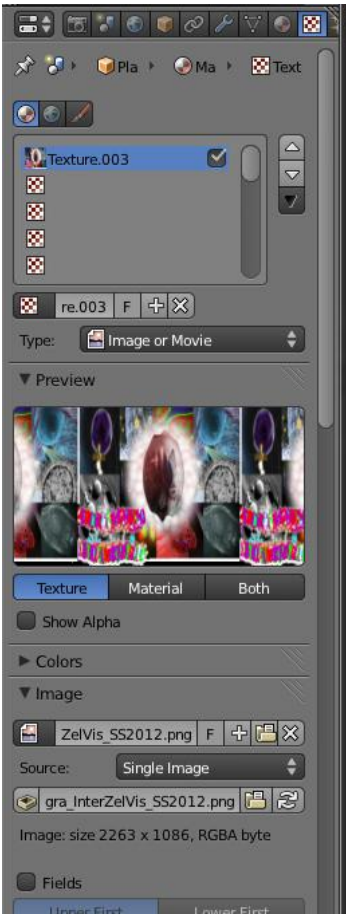 Pla Ma Text
Texture.003
re.003 F
Type: Image or Movie
Preview
Texture Material Both
Show Alpha
Colors
Image
ZelVis_SS2012.png F
Source: Single Image
gra_InterZelVis_SS2012.png
Image: size 2263 x 1086, RGBA byte
Fields
Upper First Lower First